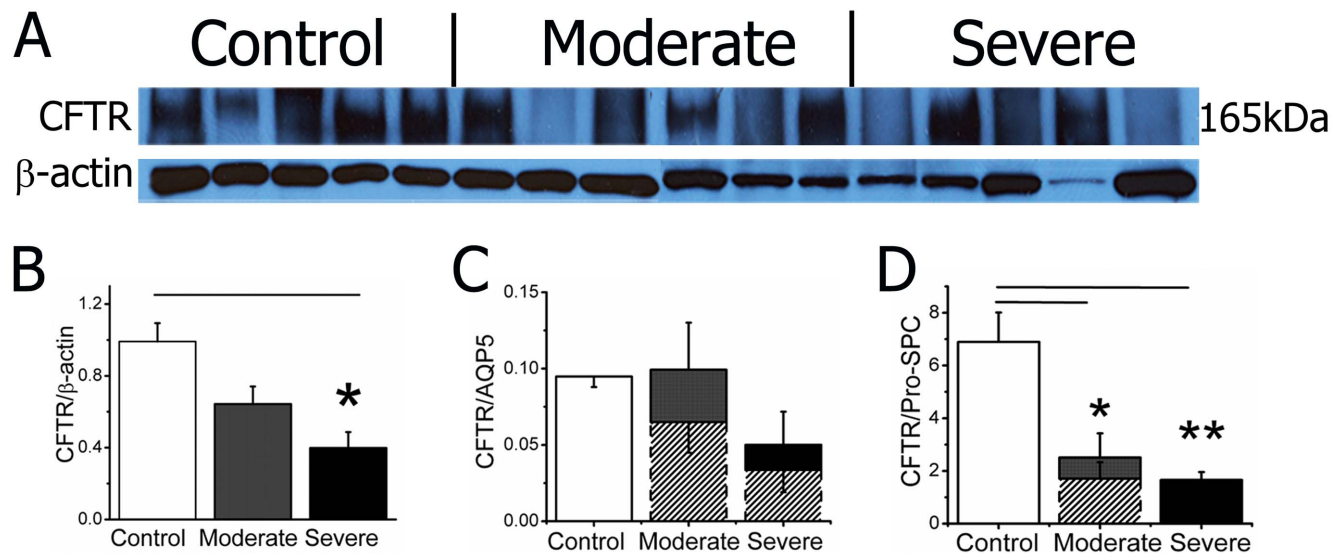 A
Control | Moderate | Severe
CFTR 165kDa
β-actin
B
CFTR/β-actin
1.2
0.8
0.4
0.0
Control Moderate Severe
*
C
CFTR/AQP5
0.15
0.10
0.05
0.00
Control Moderate Severe
D
CFTR/Pro-SPC
8
6
4
2
0
Control Moderate Severe
*
**